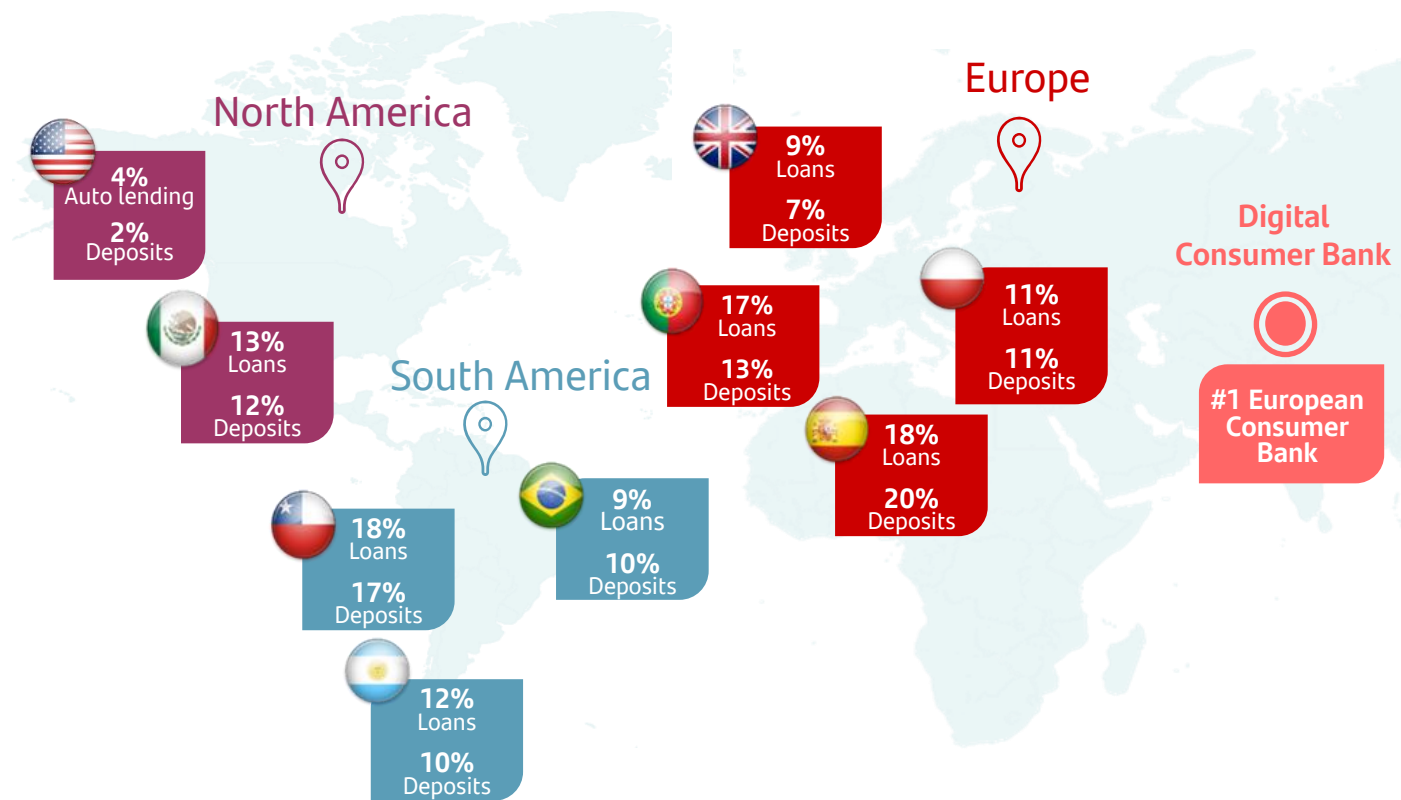 North America
4%
Auto lending
2%
Deposits
13%
Loans
12%
Deposits
South America
18%
Loans
17%
Deposits
9%
Loans
10%
Deposits
12%
Loans
10%
Deposits
Europe
9%
Loans
7%
Deposits
17%
Loans
13%
Deposits
11%
Loans
11%
Deposits
18%
Loans
20%
Deposits
Digital
Consumer Bank
#1 European
Consumer
Bank